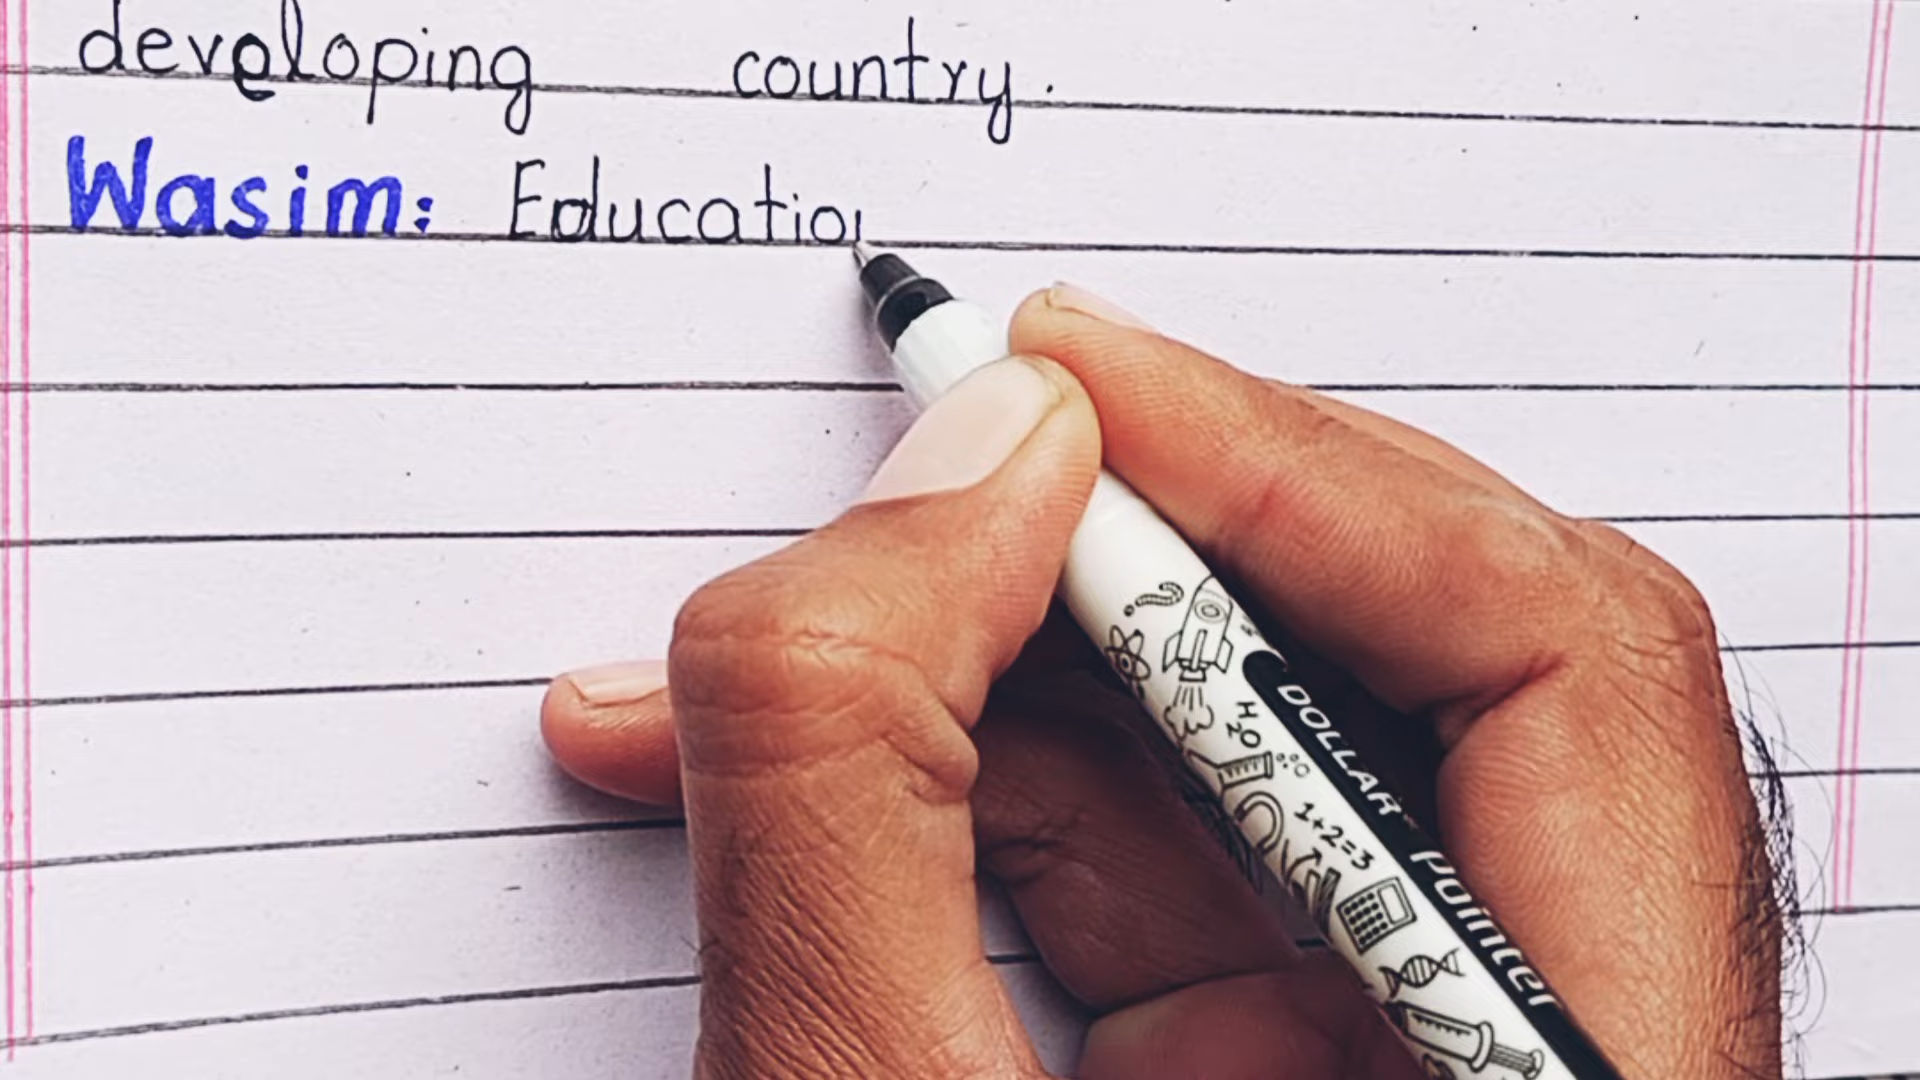 developing country.
Wasim: Educatio
H2O
DOLLAR Pointer
1+2=3